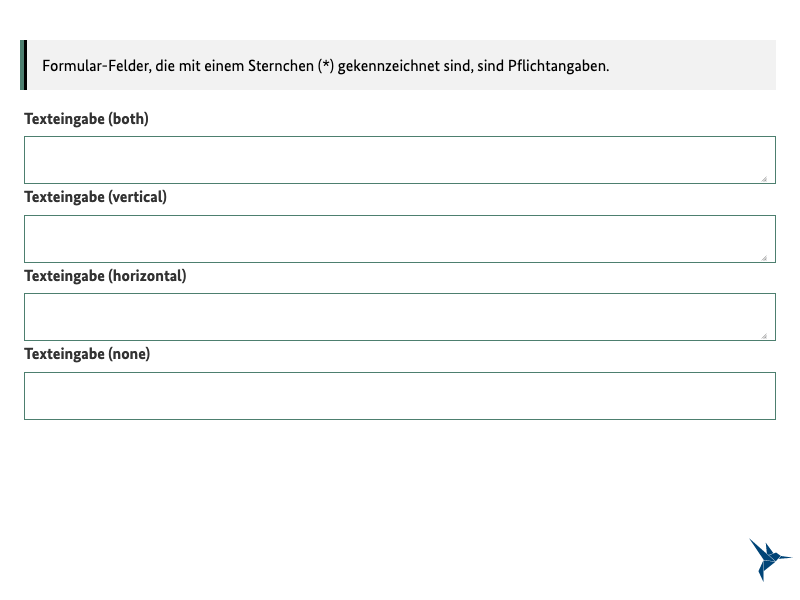 Formular-Felder, die mit einem Sternchen (*) gekennzeichnet sind, sind Pflichtangaben.
Texteingabe (both)
Texteingabe (vertical)
Texteingabe (horizontal)
Texteingabe (none)